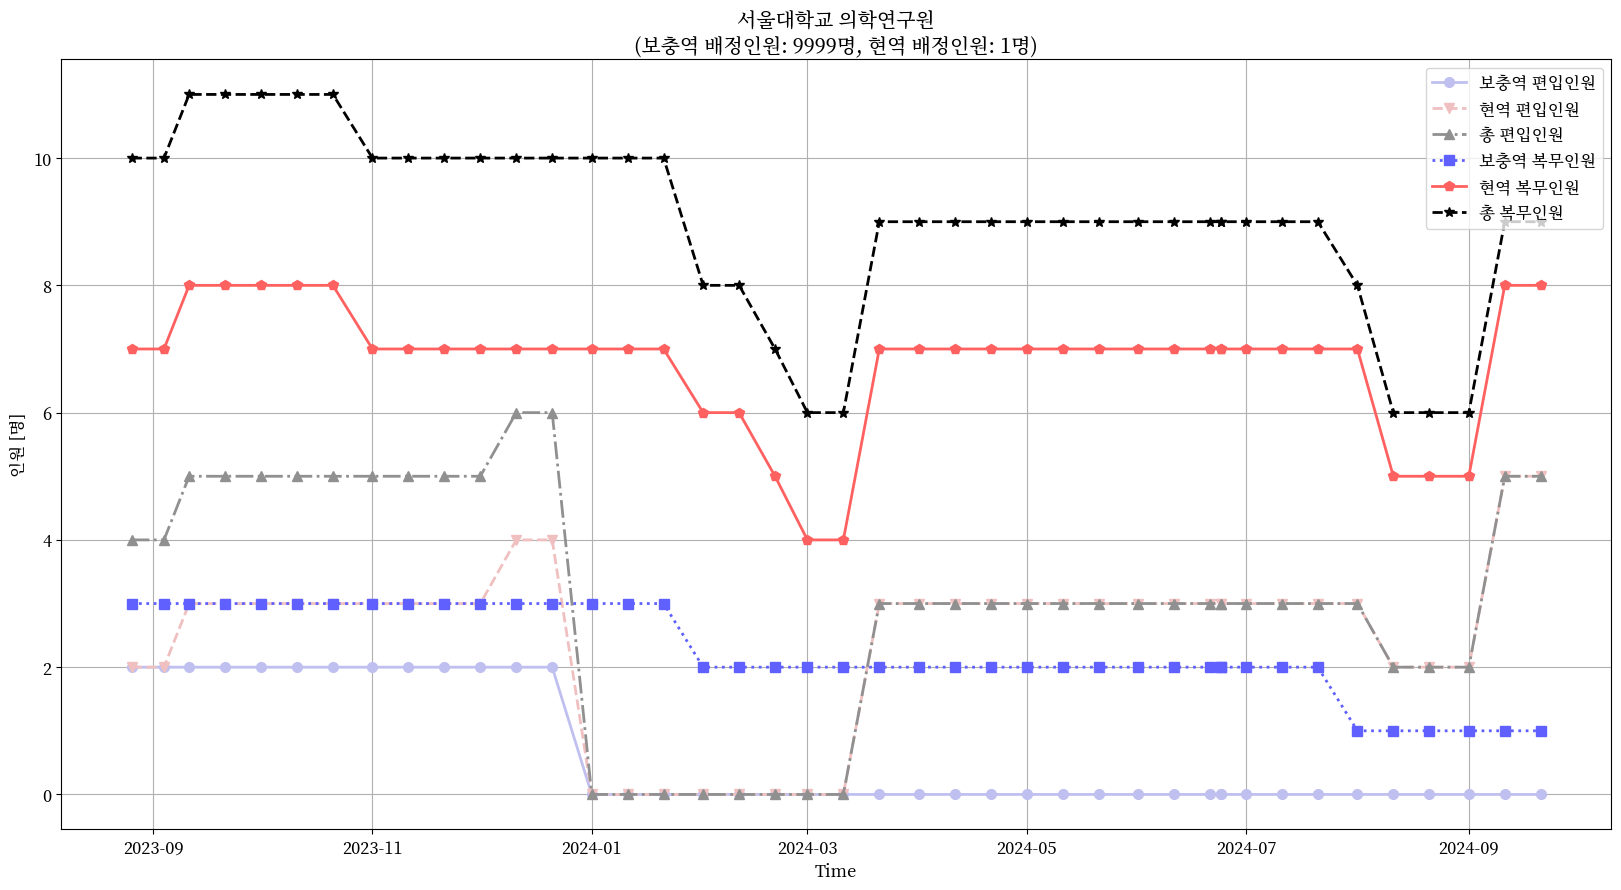 서울대학교 의학연구원
(보충역 배정인원: 9999명, 현역 배정인원: 1명)
보충역 편입인원
현역 편입인원
총 편입인원
보충역 복무인원
현역 복무인원
총 복무인원
인원 [명]
10
8
6
4
2
0
2023-09
2023-11
2024-01
2024-03
2024-05
2024-07
2024-09
Time